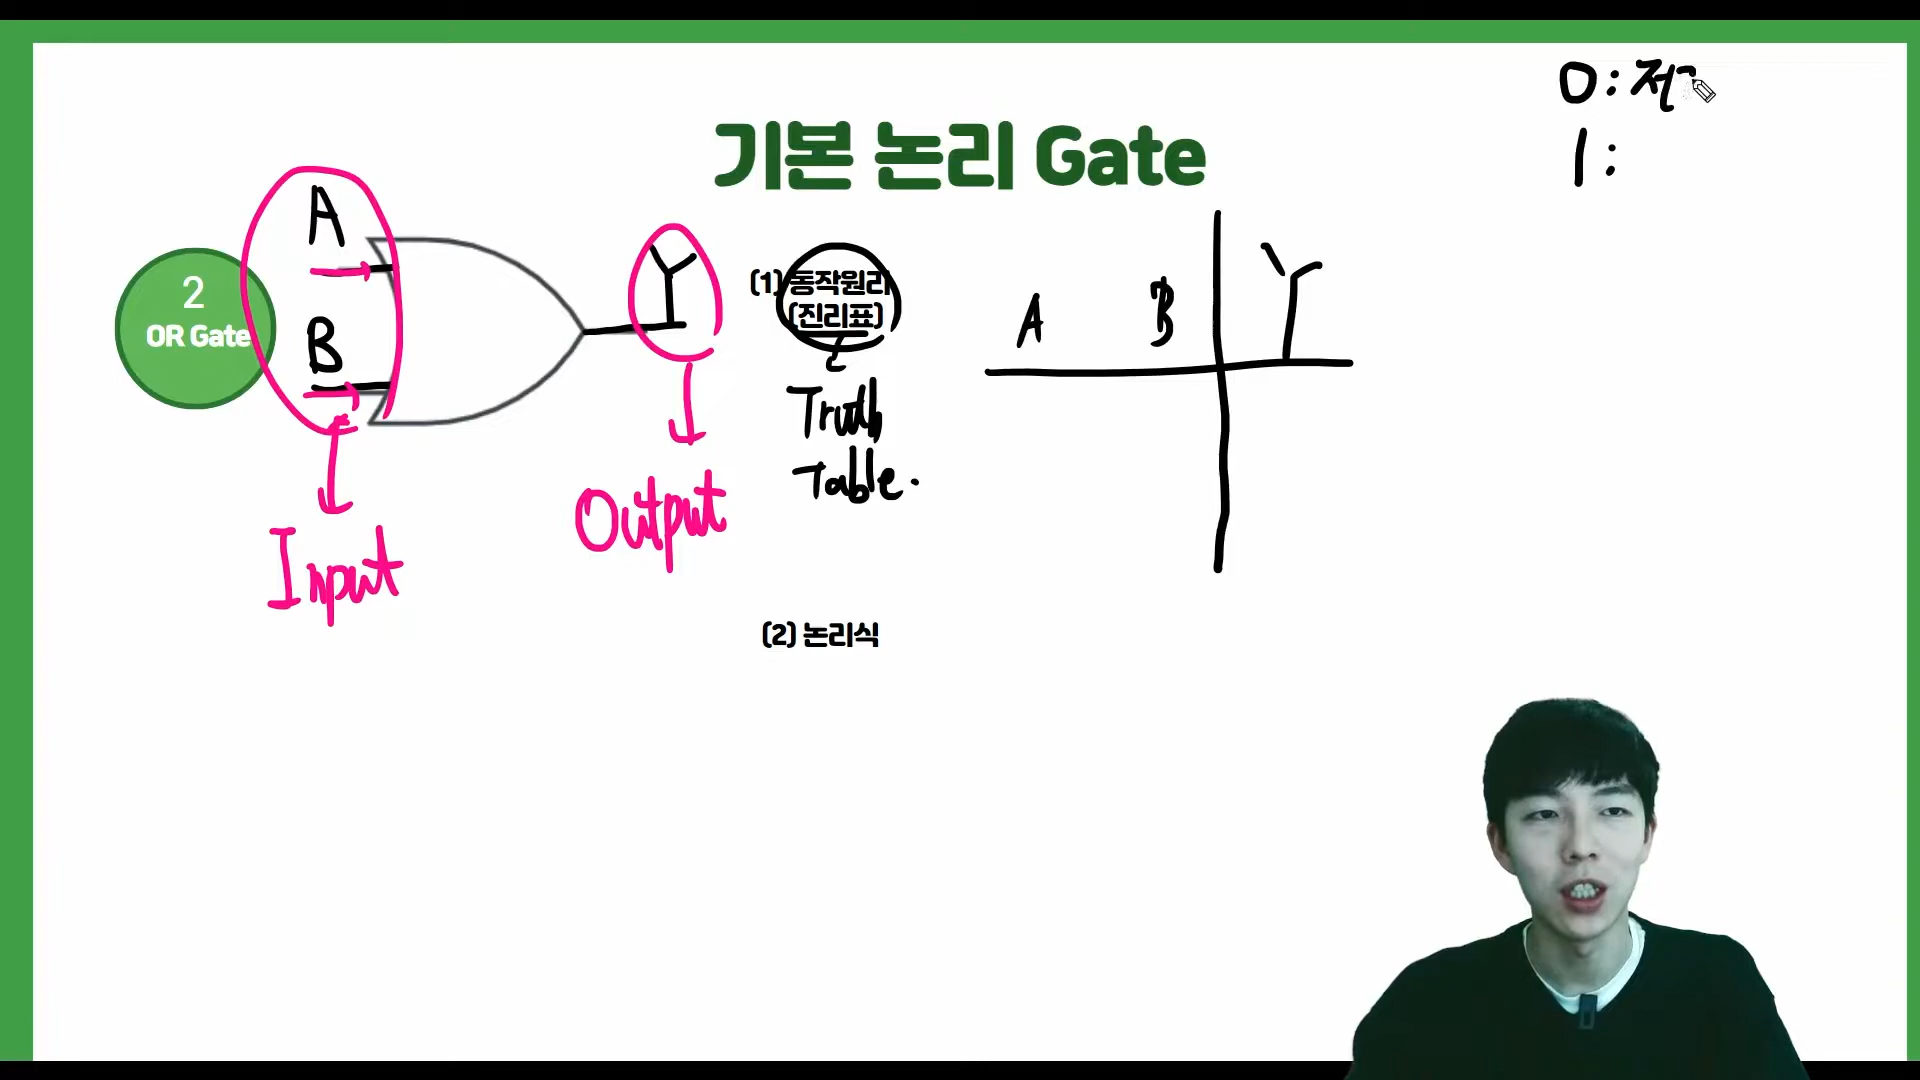 기본 논리 Gate
0 : 전
1 :
2
OR Gate
A
B
Y
Input
Output
(1) 동작원리
(진리표)
Truth
Table.
A B Y
(2) 논리식